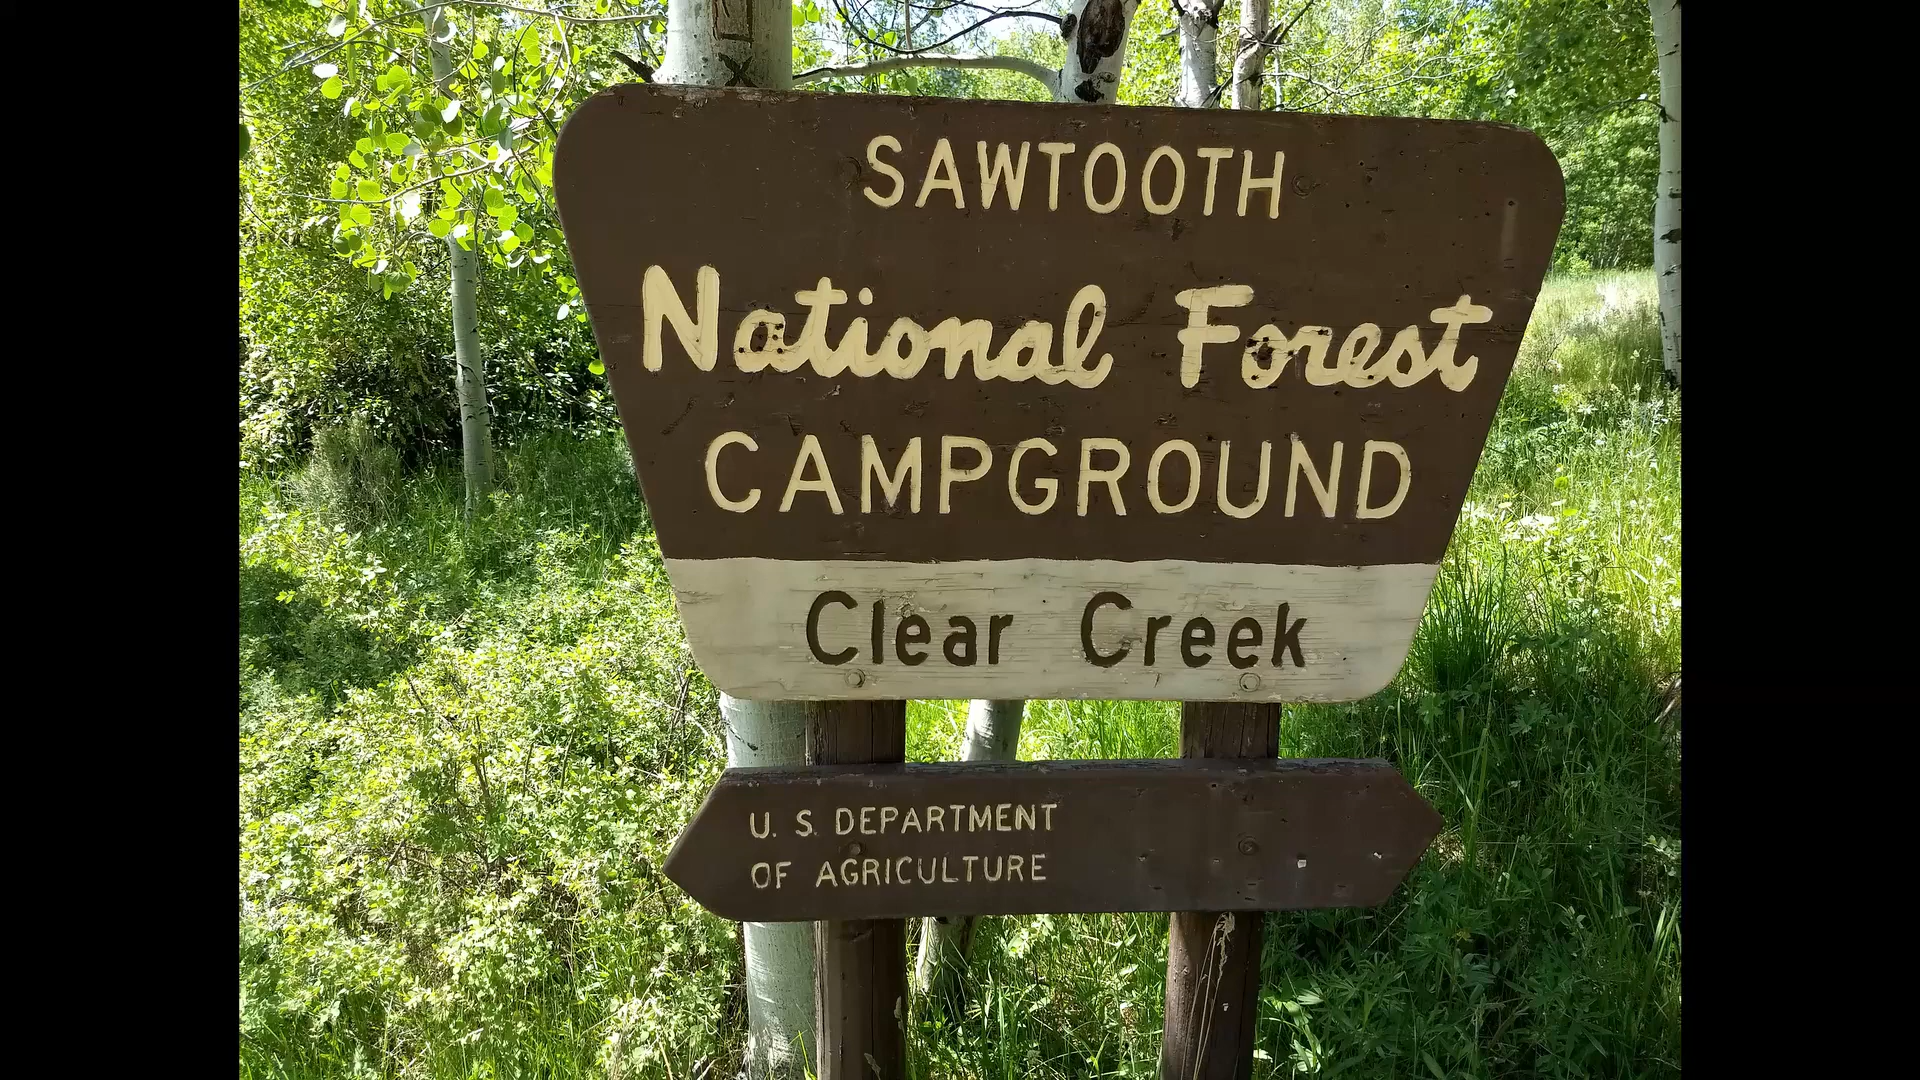 SAWTOOTH
National Forest
CAMPGROUND
Clear Creek
U. S. DEPARTMENT
OF AGRICULTURE